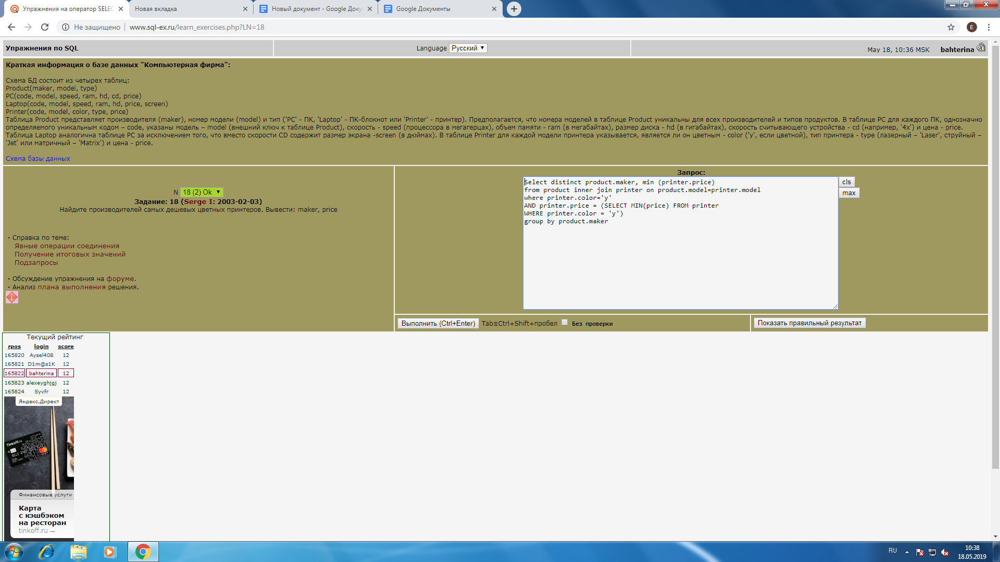 Упражнения на оператор SELEC
Новая вкладка
Новый документ - Google Доку
Google Документы
Не защищено
www.sql-ex.ru/learn_exercises.php?LN=18
E
Упражнения по SQL
Language Русский
May 18, 10:36 MSK bahterina
Краткая информация о базе данных "Компьютерная фирма":
Схема БД состоит из четырех таблиц:
Product(maker, model, type)
PC(code, model, speed, ram, hd, cd, price)
Laptop(code, model, speed, ram, hd, price, screen)
Printer(code, model, color, type, price)
Таблица Product представляет производителя (maker), номер модели (model) и тип ('PC' - ПК, 'Laptop' - ПК-блокнот или 'Printer' - принтер). Предполагается, что номера моделей в таблице Product уникальны для всех производителей и типов продуктов. В таблице PC для каждого ПК, однозначно
определяемого уникальным кодом – code, указаны модель – model (внешний ключ к таблице Product), скорость - speed (процессора в мегагерцах), объем памяти - ram (в мегабайтах), размер диска - hd (в гигабайтах), скорость считывающего устройства - cd (например, '4x') и цена - price.
Таблица Laptop аналогична таблице PC за исключением того, что вместо скорости CD содержит размер экрана -screen (в дюймах). В таблице Printer для каждой модели принтера указывается, является ли он цветным - color ('y', если цветной), тип принтера - type (лазерный – 'Laser', струйный –
'Jet' или матричный – 'Matrix') и цена - price.
Схема базы данных
N 18 (2) Ok
Задание: 18 (Serge I: 2003-02-03)
Найдите производителей самых дешевых цветных принтеров. Вывести: maker, price
• Справка по теме:
Явные операции соединения
Получение итоговых значений
Подзапросы
• Обсуждение упражнения на форуме.
• Анализ плана выполнения решения.
Запрос:
Select distinct product.maker, min (printer.price)
from product inner join printer on product.model=printer.model
where printer.color='y'
AND printer.price = (SELECT MIN(price) FROM printer
WHERE printer.color = 'y')
group by product.maker
cls
max
Выполнить (Ctrl+Enter) Tab≡Ctrl+Shift+пробел Без проверки
Показать правильный результат
Текущий рейтинг
rpos login score
165820 Aysel408 12
165821 D1m@s1K 12
165822 bahterina 12
165823 alexeyghjgj 12
165824 Syvfr 12
Яндекс.Директ
Tinkoff.ru
Финансовые услуги
Карта
с кэшбэком
на ресторан
tinkoff.ru →
RU
10:38
18.05.2019